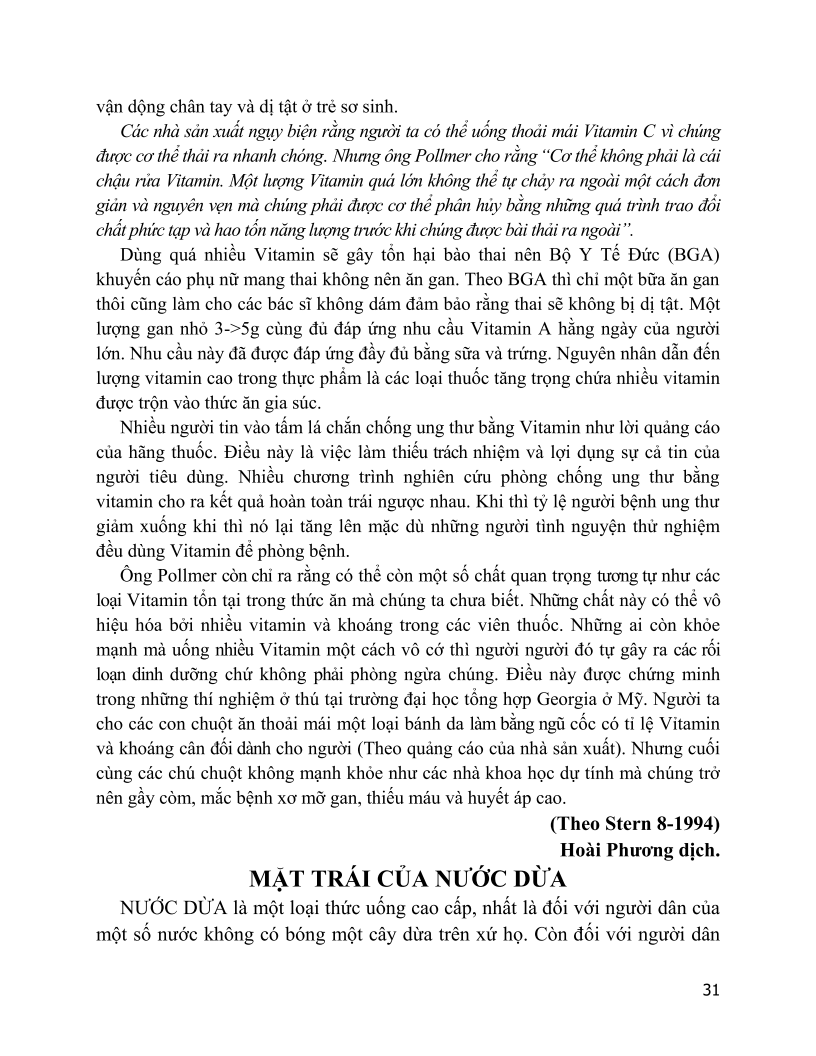 vận dộng chân tay và dị tật ở trẻ sơ sinh.
Các nhà sản xuất ngụy biện rằng người ta có thể uống thoải mái Vitamin C vì chúng
được cơ thể thải ra nhanh chóng. Nhưng ông Pollmer cho rằng “Cơ thể không phải là cái
chậu rửa Vitamin. Một lượng Vitamin quá lớn không thể tự chảy ra ngoài một cách đơn
giản và nguyên vẹn mà chúng phải được cơ thể phân hủy bằng những quá trình trao đổi
chất phức tạp và hao tốn năng lượng trước khi chúng được bài thải ra ngoài”.
Dùng quá nhiều Vitamin sẽ gây tổn hại bào thai nên Bộ Y Tế Đức (BGA)
khuyến cáo phụ nữ mang thai không nên ăn gan. Theo BGA thì chỉ một bữa ăn gan
thôi cũng làm cho các bác sĩ không dám đảm bảo rằng thai sẽ không bị dị tật. Một
lượng gan nhỏ 3->5g cùng đủ đáp ứng nhu cầu Vitamin A hằng ngày của người
lớn. Nhu cầu này đã được đáp ứng đầy đủ bằng sữa và trứng. Nguyên nhân dẫn đến
lượng vitamin cao trong thực phẩm là các loại thuốc tăng trọng chứa nhiều vitamin
được trộn vào thức ăn gia súc.
Nhiều người tin vào tấm lá chắn chống ung thư bằng Vitamin như lời quảng cáo
của hãng thuốc. Điều này là việc làm thiếu trách nhiệm và lợi dụng sự cả tin của
người tiêu dùng. Nhiều chương trình nghiên cứu phòng chống ung thư bằng
vitamin cho ra kết quả hoàn toàn trái ngược nhau. Khi thì tỷ lệ người bệnh ung thư
giảm xuống khi thì nó lại tăng lên mặc dù những người tình nguyện thử nghiệm
đều dùng Vitamin để phòng bệnh.
Ông Pollmer còn chỉ ra rằng có thể còn một số chất quan trọng tương tự như các
loại Vitamin tổn tại trong thức ăn mà chúng ta chưa biết. Những chất này có thể vô
hiệu hóa bởi nhiều vitamin và khoáng trong các viên thuốc. Những ai còn khỏe
mạnh mà uống nhiều Vitamin một cách vô cớ thì người người đó tự gây ra các rối
loạn dinh dưỡng chứ không phải phòng ngừa chúng. Điều này được chứng minh
trong những thí nghiệm ở thú tại trường đại học tổng hợp Georgia ở Mỹ. Người ta
cho các con chuột ăn thoải mái một loại bánh da làm bằng ngũ cốc có tỉ lệ Vitamin
và khoáng cân đối dành cho người (Theo quảng cáo của nhà sản xuất). Nhưng cuối
cùng các chú chuột không mạnh khỏe như các nhà khoa học dự tính mà chúng trở
nên gầy còm, mắc bệnh xơ mỡ gan, thiếu máu và huyết áp cao.
(Theo Stern 8-1994)
Hoài Phương dịch.
MẶT TRÁI CỦA NƯỚC DỪA
NƯỚC DỪA là một loại thức uống cao cấp, nhất là đối với người dân của
một số nước không có bóng một cây dừa trên xứ họ. Còn đối với người dân
31